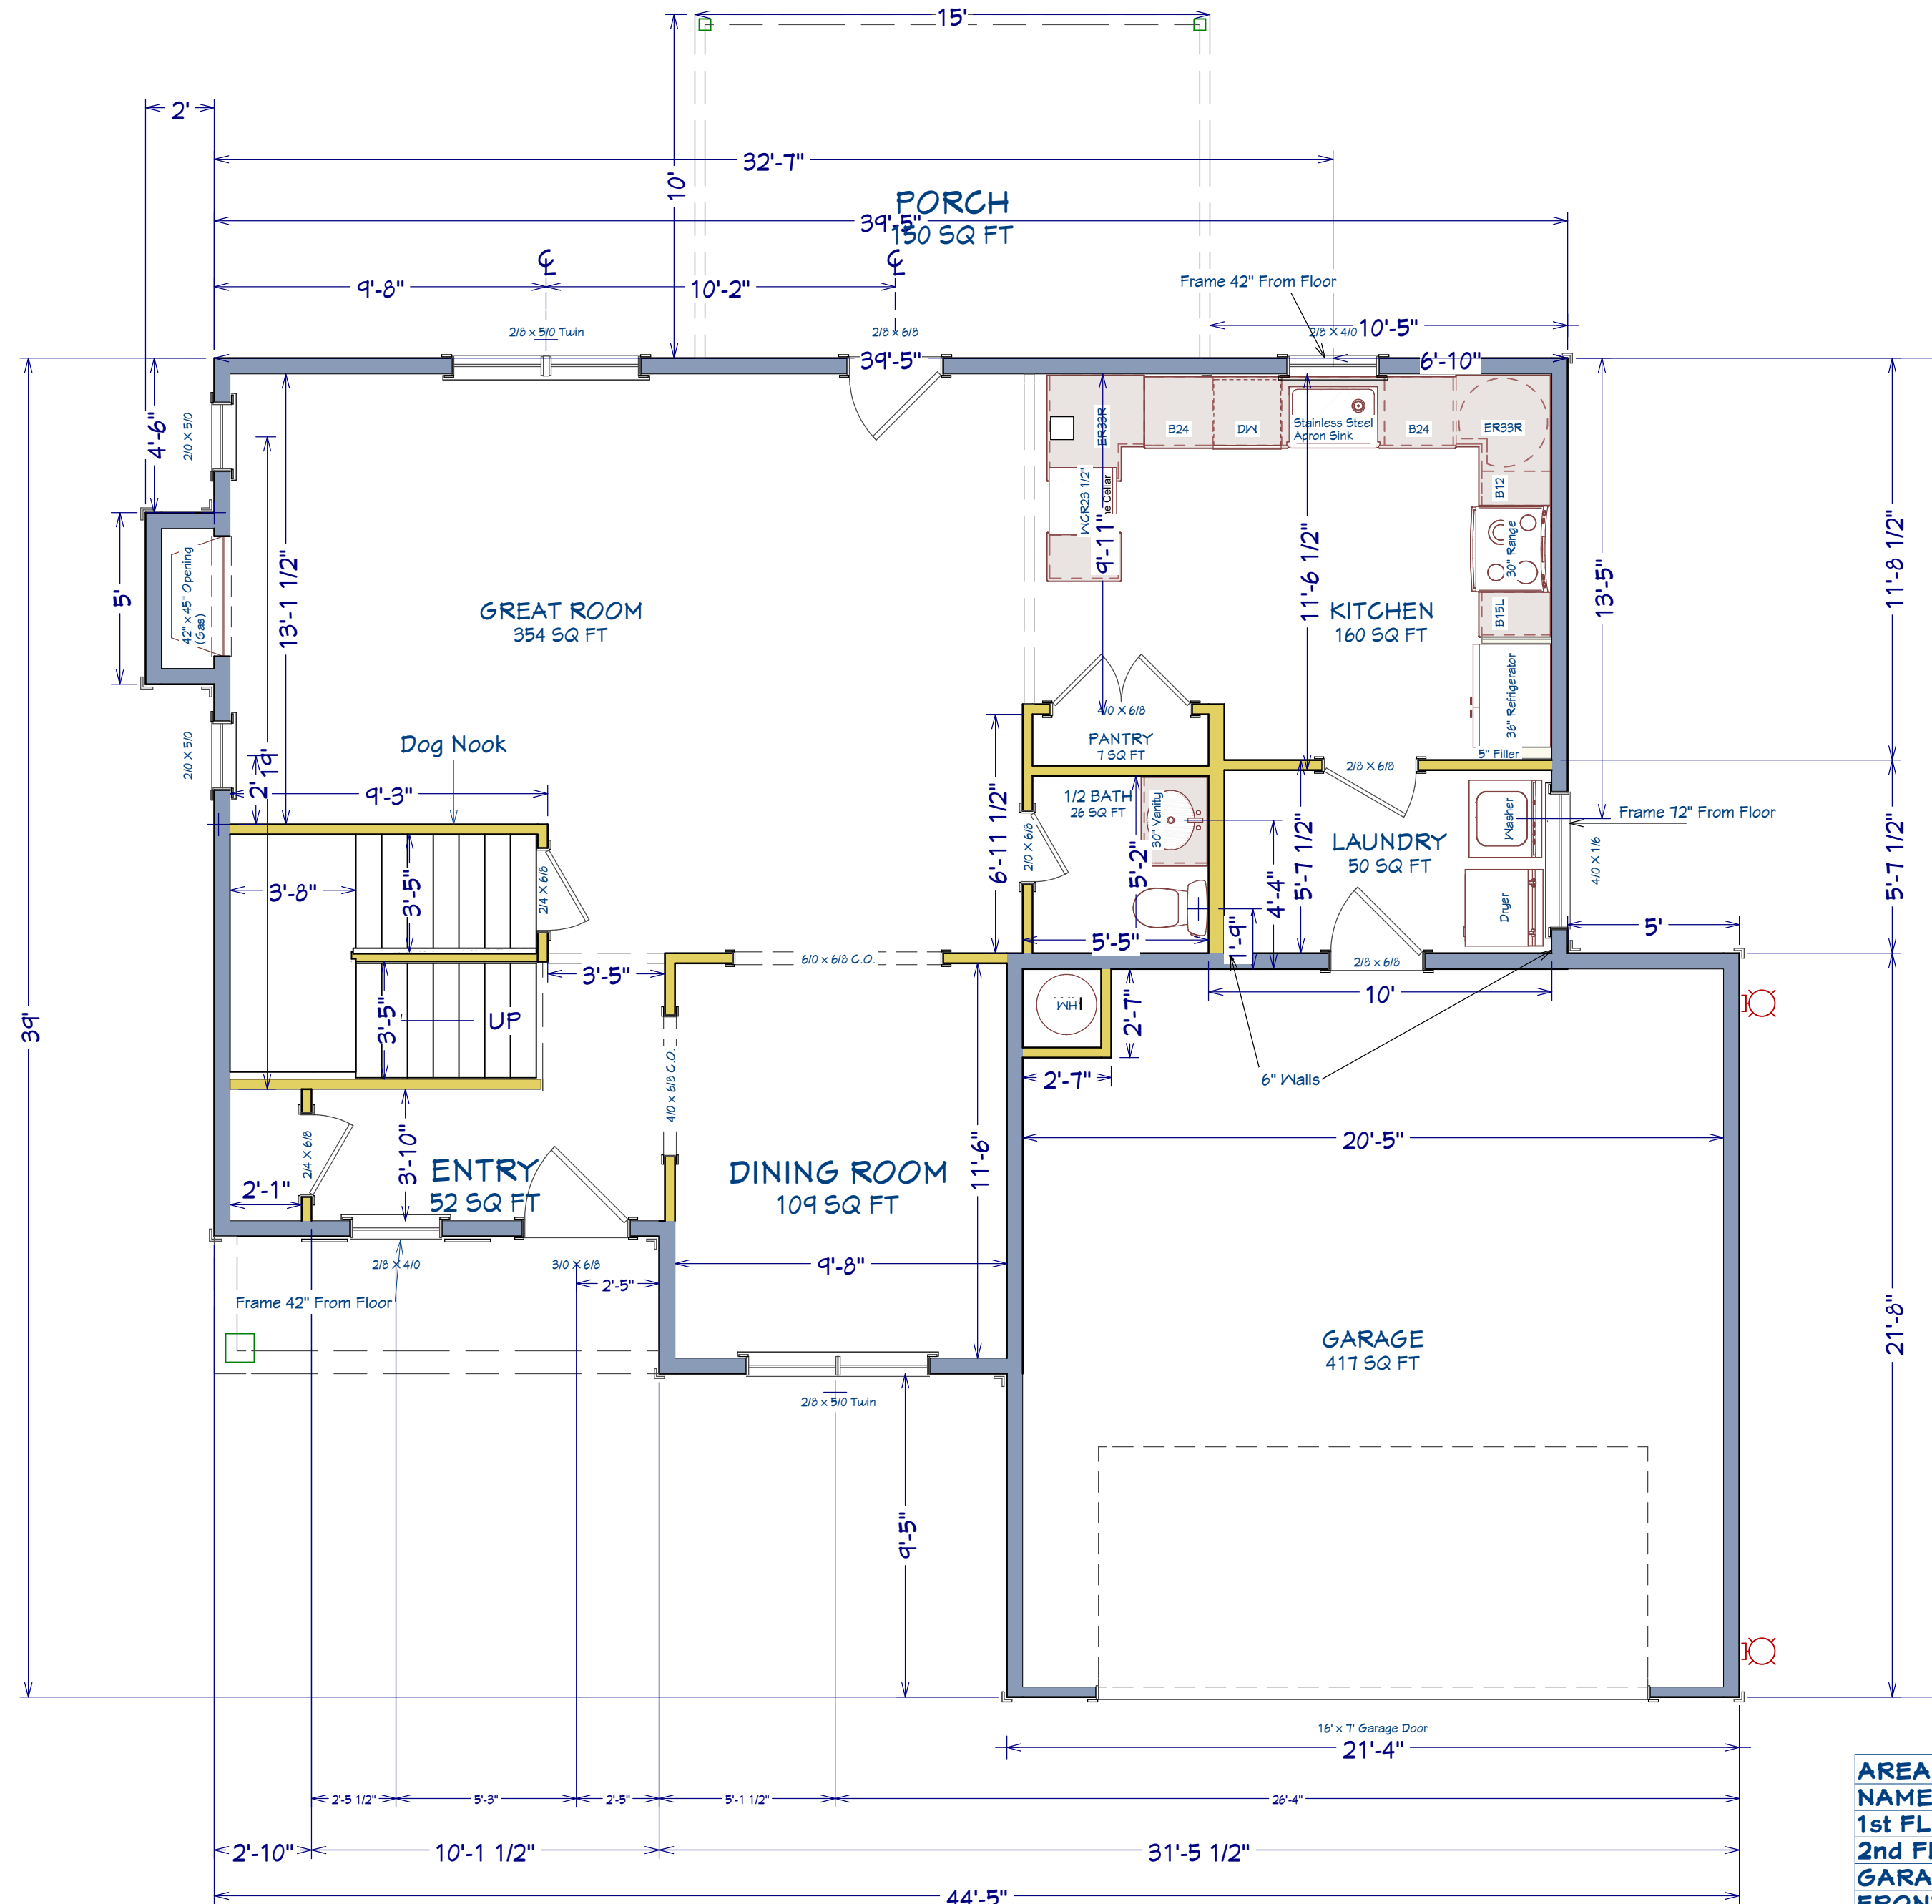 15'
2'
32'-7"
10'
PORCH
39'-5"
150 SQ FT
9'-8"
10'-2"
Frame 42" From Floor
2/8 x 5/0 Twin
2/8 x 6/8
2/8 X 4/0
10'-5"
39'-5"
6'-10"
4'-6"
2/0 X 5/0
ER33R
B24
DW
Stainless Steel
Apron Sink
B24
ER33R
B12
WCR23 1/2"
Cellar
9'-11"
11'-6 1/2"
30" Range
13'-5"
11'-8 1/2"
5'
42" x 45" Opening
(Gas)
13'-1 1/2"
GREAT ROOM
354 SQ FT
KITCHEN
160 SQ FT
B15L
36" Refrigerator
5" Filler
4/0 X 6/8
PANTRY
7 SQ FT
2/8 X 6/8
2/0 X 5/0
Dog Nook
2'
19'
9'-3"
6'-11 1/2"
1/2 BATH
26 SQ FT
30" Vanity
2/0 X 6/8
5'-2"
4'-4"
5'-7 1/2"
LAUNDRY
50 SQ FT
Washer
Dryer
Frame 72" From Floor
4/0 X 1/6
5'-7 1/2"
3'-8"
3'-5"
2/4 X 6/8
5'-5"
1'-9"
5'
3'-5"
6/0 x 6/8 C.O.
2/8 x 6/8
10'
39'
3'-5"
UP
HW
2'-7"
2'-7"
6" Walls
4/0 x 6/8 C.O.
2/4 X 6/8
3'-10"
2'-1"
ENTRY
52 SQ FT
DINING ROOM
109 SQ FT
11'-6"
20'-5"
2/8 X 4/0
3/0 X 6/8
2'-5"
9'-8"
Frame 42" From Floor
GARAGE
417 SQ FT
21'-8"
2/8 x 5/0 Twin
9'-5"
16' x 7' Garage Door
21'-4"
2'-5 1/2"
5'-3"
2'-5"
5'-1 1/2"
26'-4"
2'-10"
10'-1 1/2"
31'-5 1/2"
44'-5"
AREA
NAME
1st FL
2nd Fl
GARA